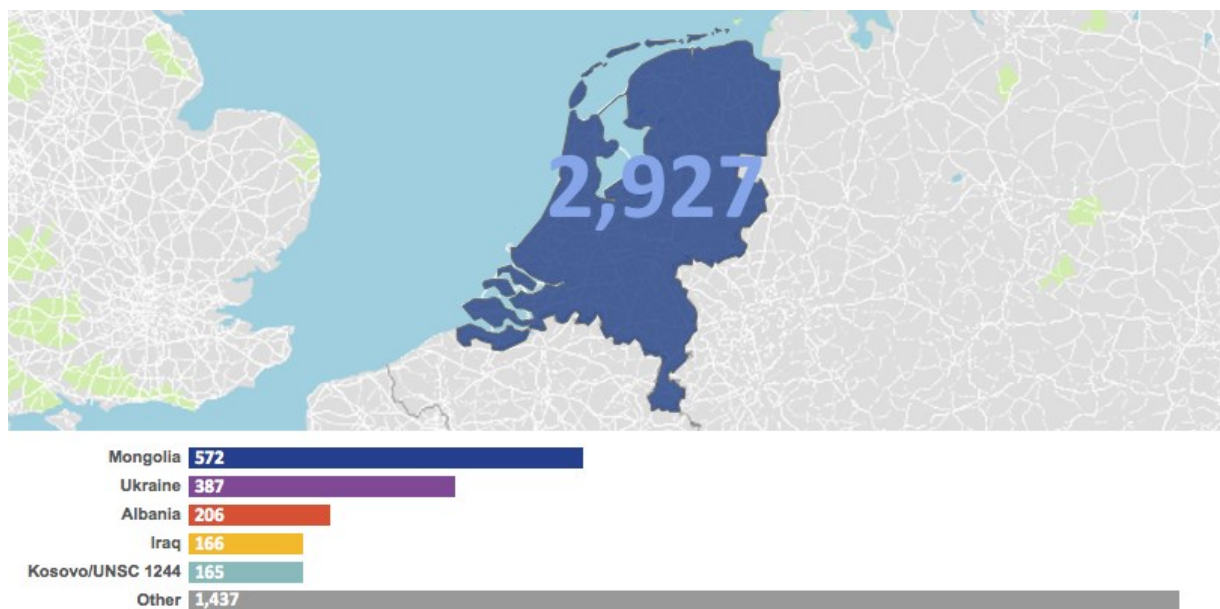 2,927
Mongolia 572
Ukraine 387
Albania 206
Iraq 166
Kosovo/UNSC 1244 165
Other 1,437